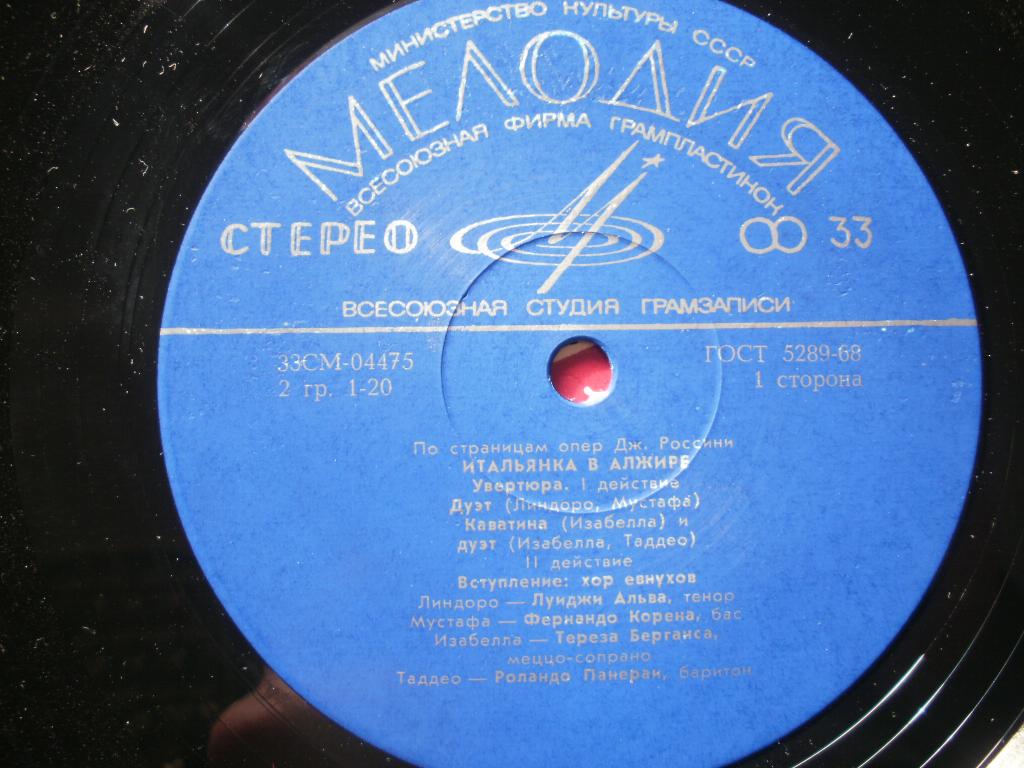 МИНИСТЕРСТВО КУЛЬТУРЫ СССР
МЕЛОДИЯ
ВСЕСОЮЗНАЯ ФИРМА ГРАМПЛАСТИНОК
СТЕРЕО
33
ВСЕСОЮЗНАЯ СТУДИЯ ГРАМЗАПИСИ
33СМ-04475
ГОСТ 5289-68
2 гр. 1-20
1 сторона
По страницам опер Дж. Россини
ИТАЛЬЯНКА В АЛЖИРЕ
Увертюра. I действие
Дуэт (Линдоро, Мустафа)
Каватина (Изабелла) и
дуэт (Изабелла, Таддео)
II действие
Вступление: хор евнухов
Линдоро — Луиджи Альва, тенор
Мустафа — Фернандо Корена, бас
Изабелла — Тереза Берганса,
меццо-сопрано
Таддео — Роландо Панераи, баритон